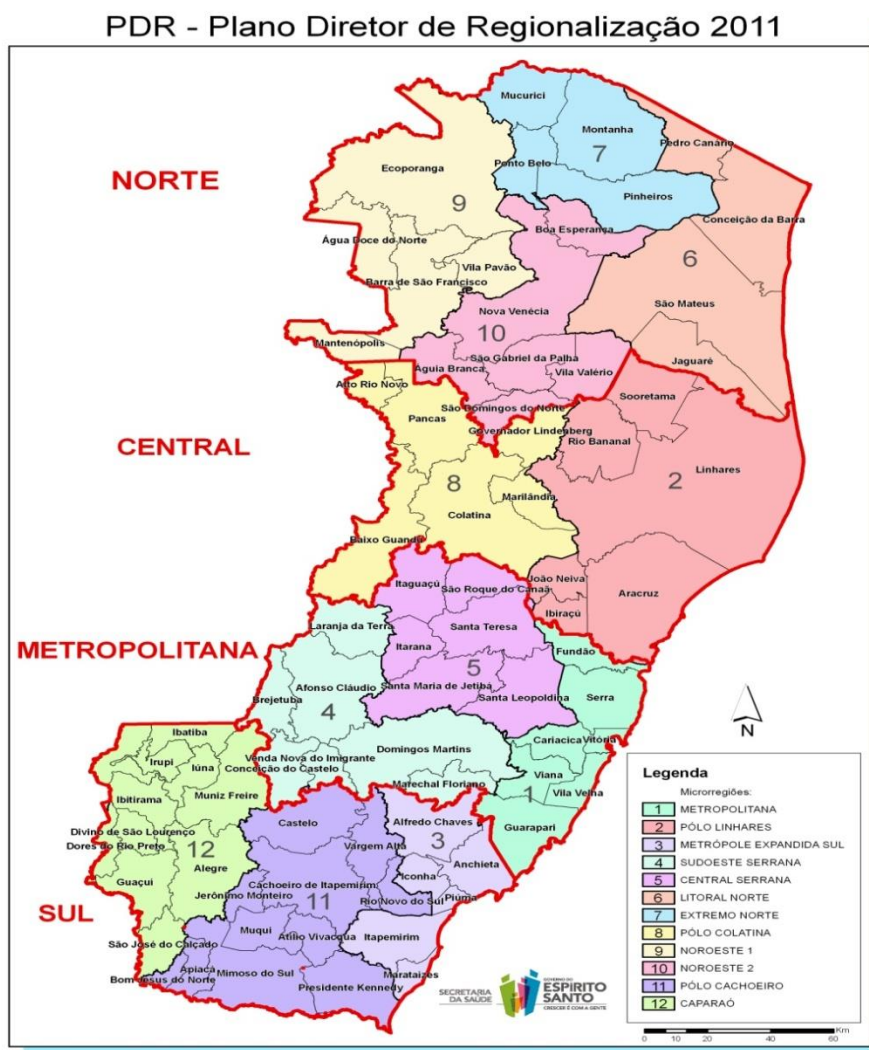 PDR - Plano Diretor de Regionalização 2011
NORTE
Mucurici
Montanha
7
Pedro Canário
Ponto Belo
Ecoporanga
Pinheiros
9
Conceição da Barra
Boa Esperança
Água Doce do Norte
6
Vila Pavão
Barra de São Francisco
São Mateus
Nova Venécia
10
Mantenópolis
São Gabriel da Palha
Jaguaré
Águia Branca
Vila Valério
Alto Rio Novo
Sooretama
São Domingos do Norte
Pancas
Governador Lindenberg
CENTRAL
Rio Bananal
Linhares
8
2
Marilândia
Colatina
Baixo Guandu
João Neiva
Itaguaçú
São Roque do Canaã
Aracruz
Ibiraçú
Laranja da Terra
Santa Teresa
METROPOLITANA
Itarana
Fundão
5
Afonso Cláudio
Santa Maria de Jetibá
Brejetuba
Santa Leopoldina
Serra
4
N
Ibatiba
Cariacica
Vitória
Irupi
Iúna
Domingos Martins
Venda Nova do Imigrante
Conceição do Castelo
Viana
Marechal Floriano
Vila Velha
Ibitirama
Muniz Freire
1
Castelo
Alfredo Chaves
Guarapari
Divino de São Lourenço
3
Dores do Rio Preto
Vargem Alta
12
Anchieta
Alegre
Guaçui
Cachoeiro de Itapemirim
Iconha
Jerônimo Monteiro
11
Rio Novo do Sul
Piúma
SUL
Muqui
Atílio Vivacqua
Itapemirim
São José do Calçado
Apiacá
Bom Jesus do Norte
Mimoso do Sul
Marataízes
Presidente Kennedy
Legenda
Microrregiões:
1 METROPOLITANA
2 PÓLO LINHARES
3 METRÓPOLE EXPANDIDA SUL
4 SUDOESTE SERRANA
5 CENTRAL SERRANA
6 LITORAL NORTE
7 EXTREMO NORTE
8 PÓLO COLATINA
9 NOROESTE 1
10 NOROESTE 2
11 PÓLO CACHOEIRO
12 CAPARAÓ
SECRETARIA
DA SAÚDE
GOVERNO DO
ESPÍRITO
SANTO
CRESCER É COM A GENTE
Km
0 10 20 40 60